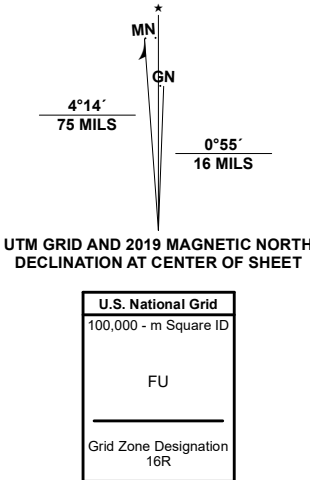 MN
GN
4°14´
75 MILS
0°55´
16 MILS
UTM GRID AND 2019 MAGNETIC NORTH
DECLINATION AT CENTER OF SHEET
U.S. National Grid
100,000 - m Square ID
FU
Grid Zone Designation
16R